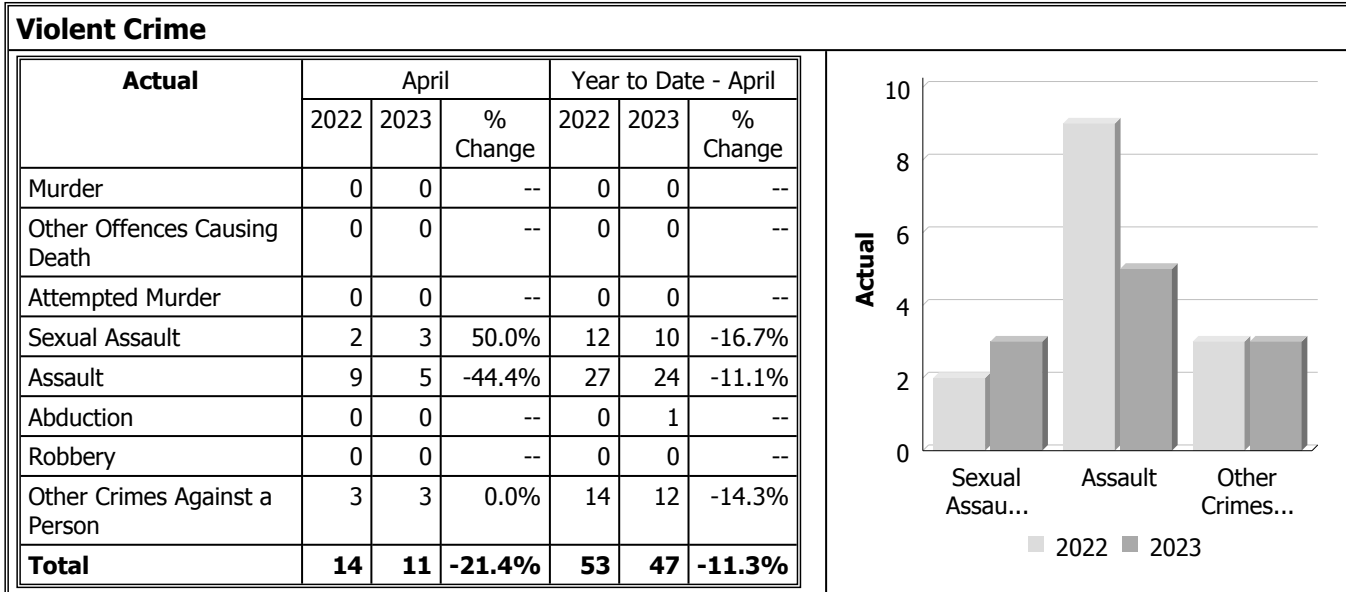 Violent Crime
Actual April Year to Date - April
2022 2023 % Change 2022 2023 % Change
Murder 0 0 -- 0 0 --
Other Offences Causing
Death 0 0 -- 0 0 --
Attempted Murder 0 0 -- 0 0 --
Sexual Assault 2 3 50.0% 12 10 -16.7%
Assault 9 5 -44.4% 27 24 -11.1%
Abduction 0 0 -- 0 1 --
Robbery 0 0 -- 0 0 --
Other Crimes Against a
Person 3 3 0.0% 14 12 -14.3%
Total 14 11 -21.4% 53 47 -11.3%
Actual
10
8
6
4
2
0
Sexual
Assau...
Assault
Other
Crimes...
2022 2023